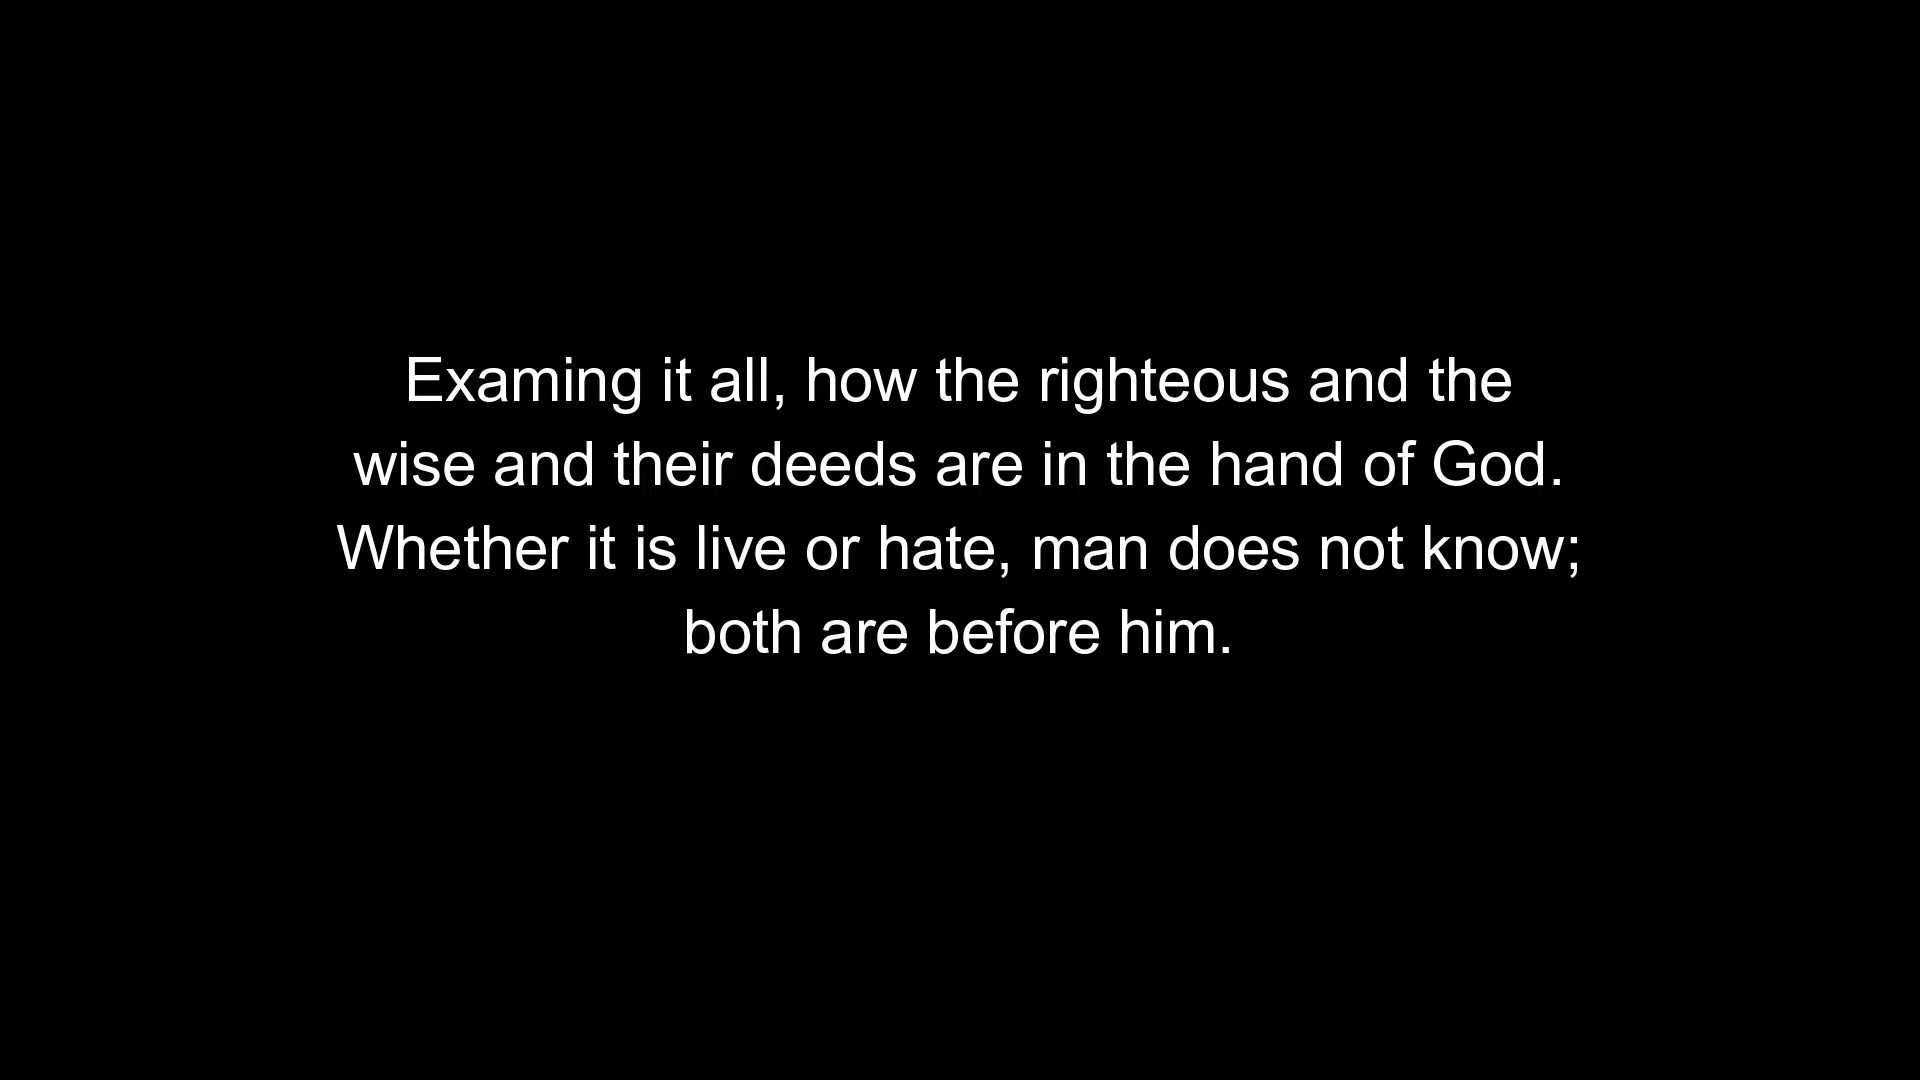 Examing it all, how the righteous and the
wise and their deeds are in the hand of God.
Whether it is live or hate, man does not know;
both are before him.